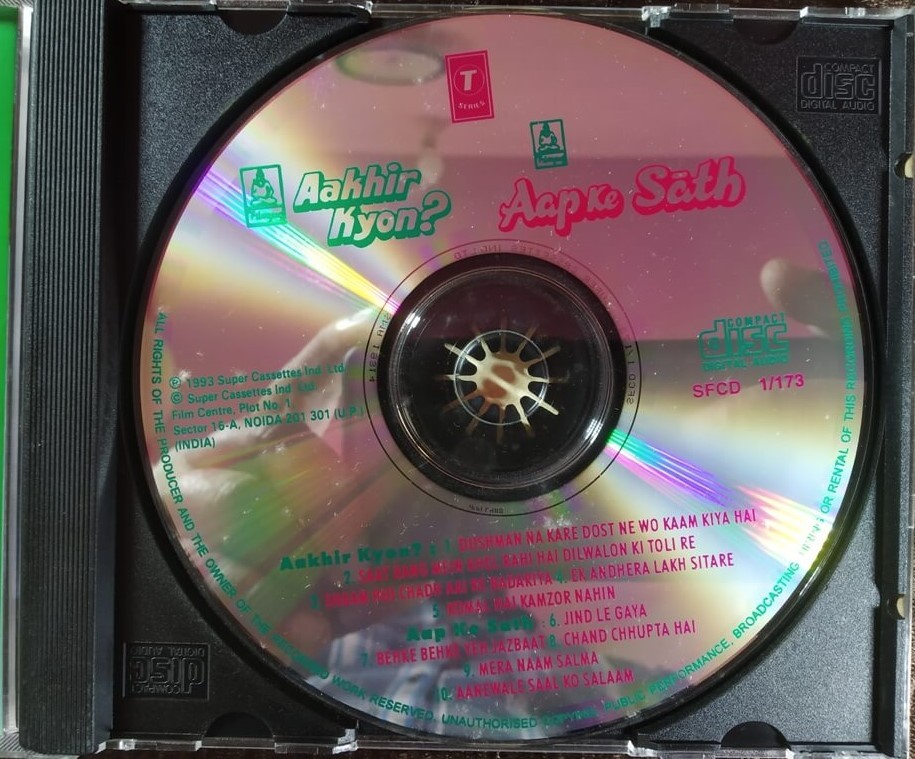 T
SERIES
COMPACT
disc
DIGITAL AUDIO
Aakhir
Kyon?
Aap Ke Sāth
COMPACT
disc
DIGITAL AUDIO
SFCD 1/173
Ⓟ 1993 Super Cassettes Ind. Ltd.
© Super Cassettes Ind. Ltd.
Film Centre, Plot No. 1
Sector 16-A, NOIDA 201 301 (U.P.)
(INDIA)
Aakhir Kyon? : 1. DUSHMAN NA KARE DOST NE WO KAAM KIYA HAI
2. SAAT RANG MEIN KHEL RAHI HAI DILWALON KI TOLI RE
4. EK ANDHERA LAKH SITARE
5. KOMAL HAI KAMZOR NAHIN
Aap Ke Sath : 6. JIND LE GAYA
7. BEHKE BEHKE YEH JAZBAAT 8. CHAND CHHUPTA HAI
9. MERA NAAM SALMA
10. AANEWALE SAAL KO SALAAM
ALL RIGHTS OF THE PRODUCER AND THE OWNER OF THE WORK RESERVED. UNAUTHORISED COPYING, PUBLIC PERFORMANCE, BROADCASTING OR RENTAL OF THIS RECORDING PROHIBITED
COMPACT
disc
DIGITAL AUDIO